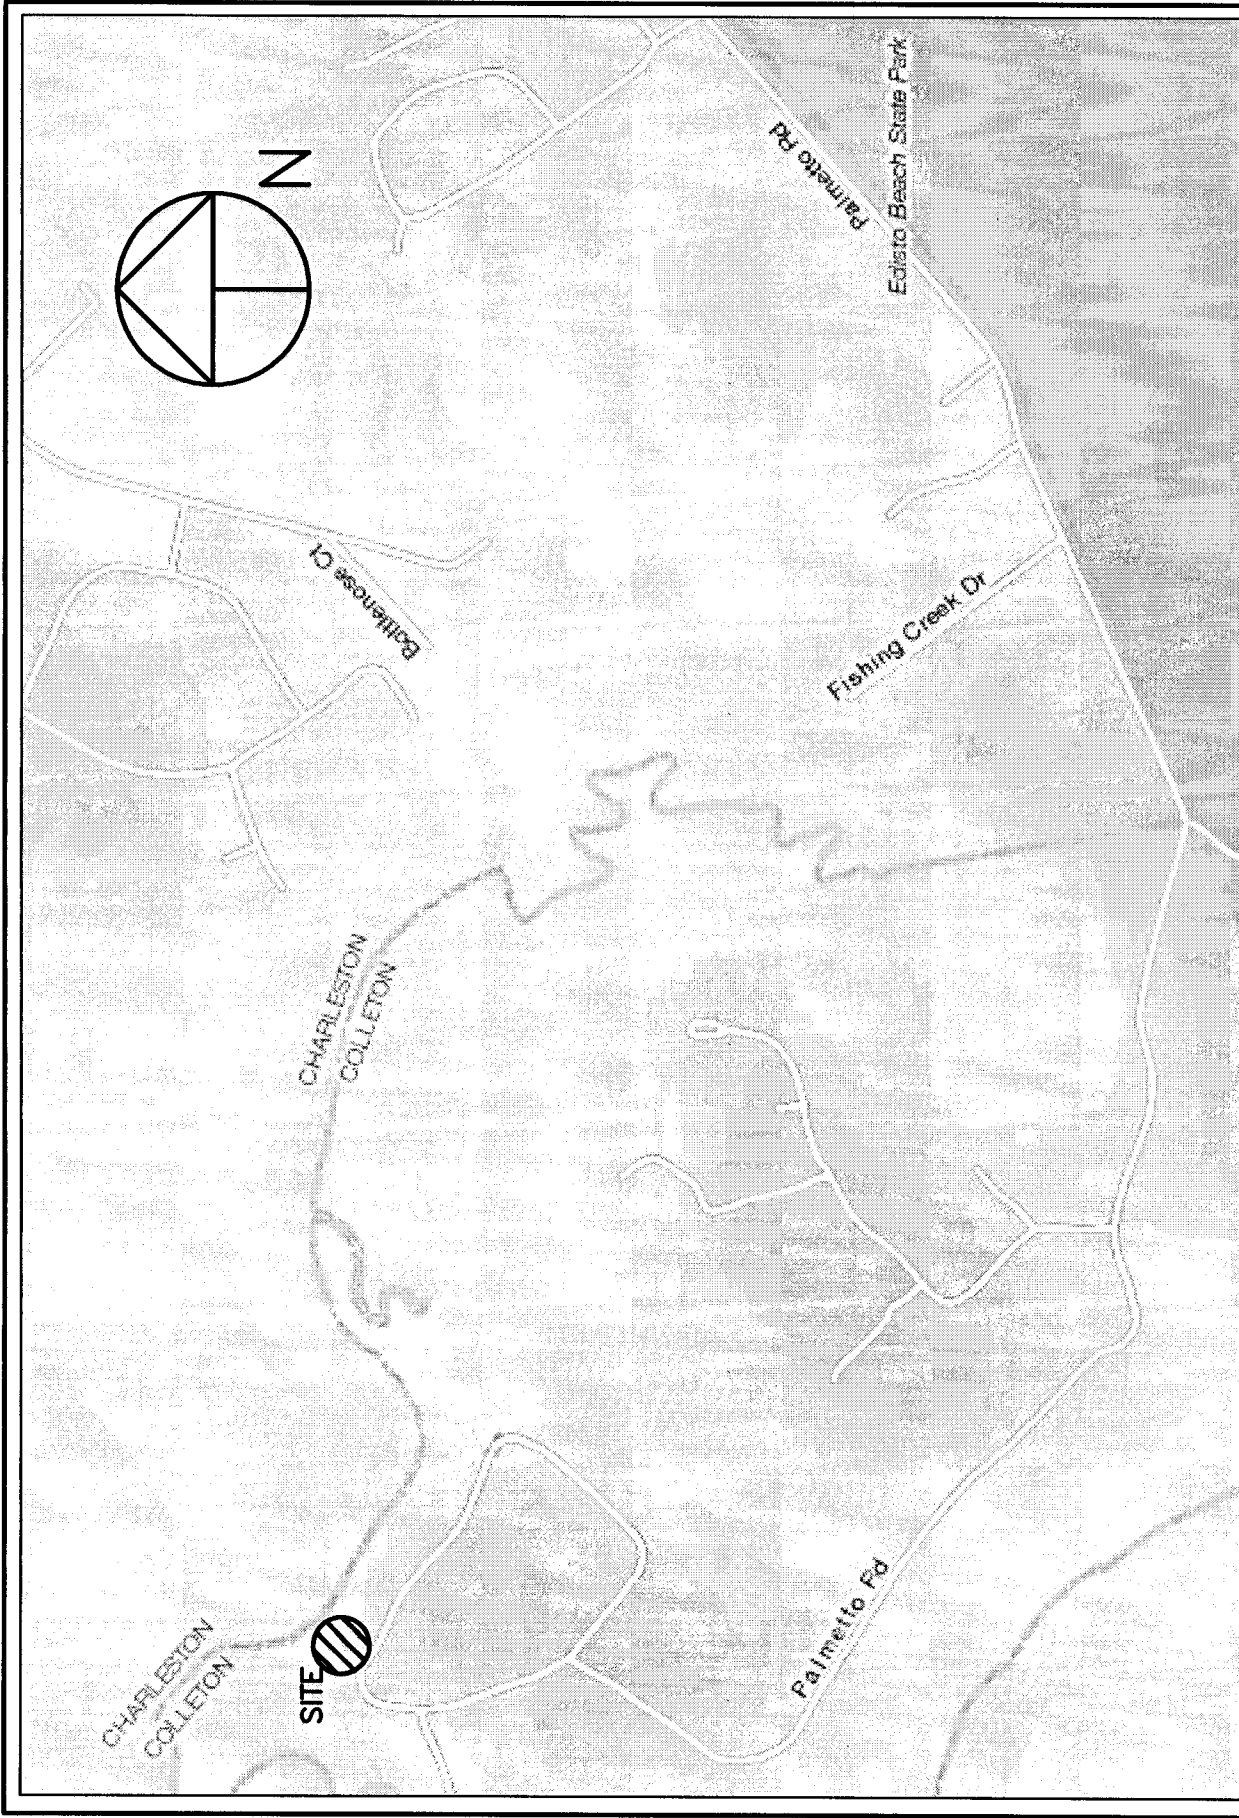 N
Palmetto Rd
Edisto Beach State Park
Bottlenose Ct
Fishing Creek Dr
CHARLESTON
COLLETON
CHARLESTON
COLLETON
SITE
Palmetto Rd